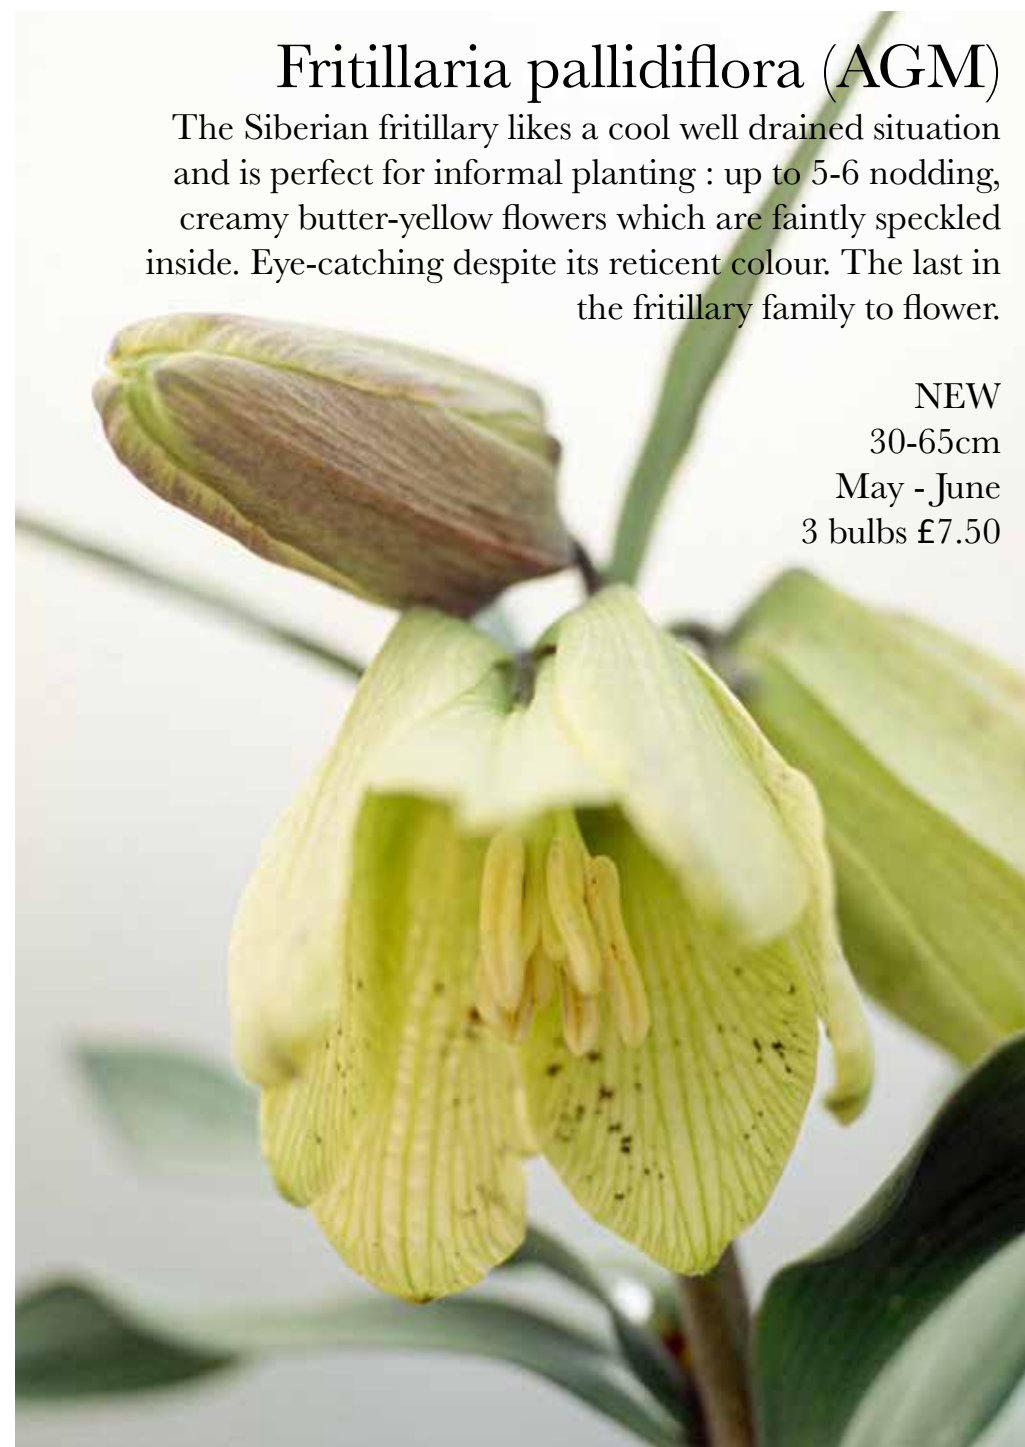 Fritillaria pallidiflora (AGM)
The Siberian fritillary likes a cool well drained situation
and is perfect for informal planting : up to 5-6 nodding,
creamy butter-yellow flowers which are faintly speckled
inside. Eye-catching despite its reticent colour. The last in
the fritillary family to flower.
NEW
30-65cm
May - June
3 bulbs £7.50